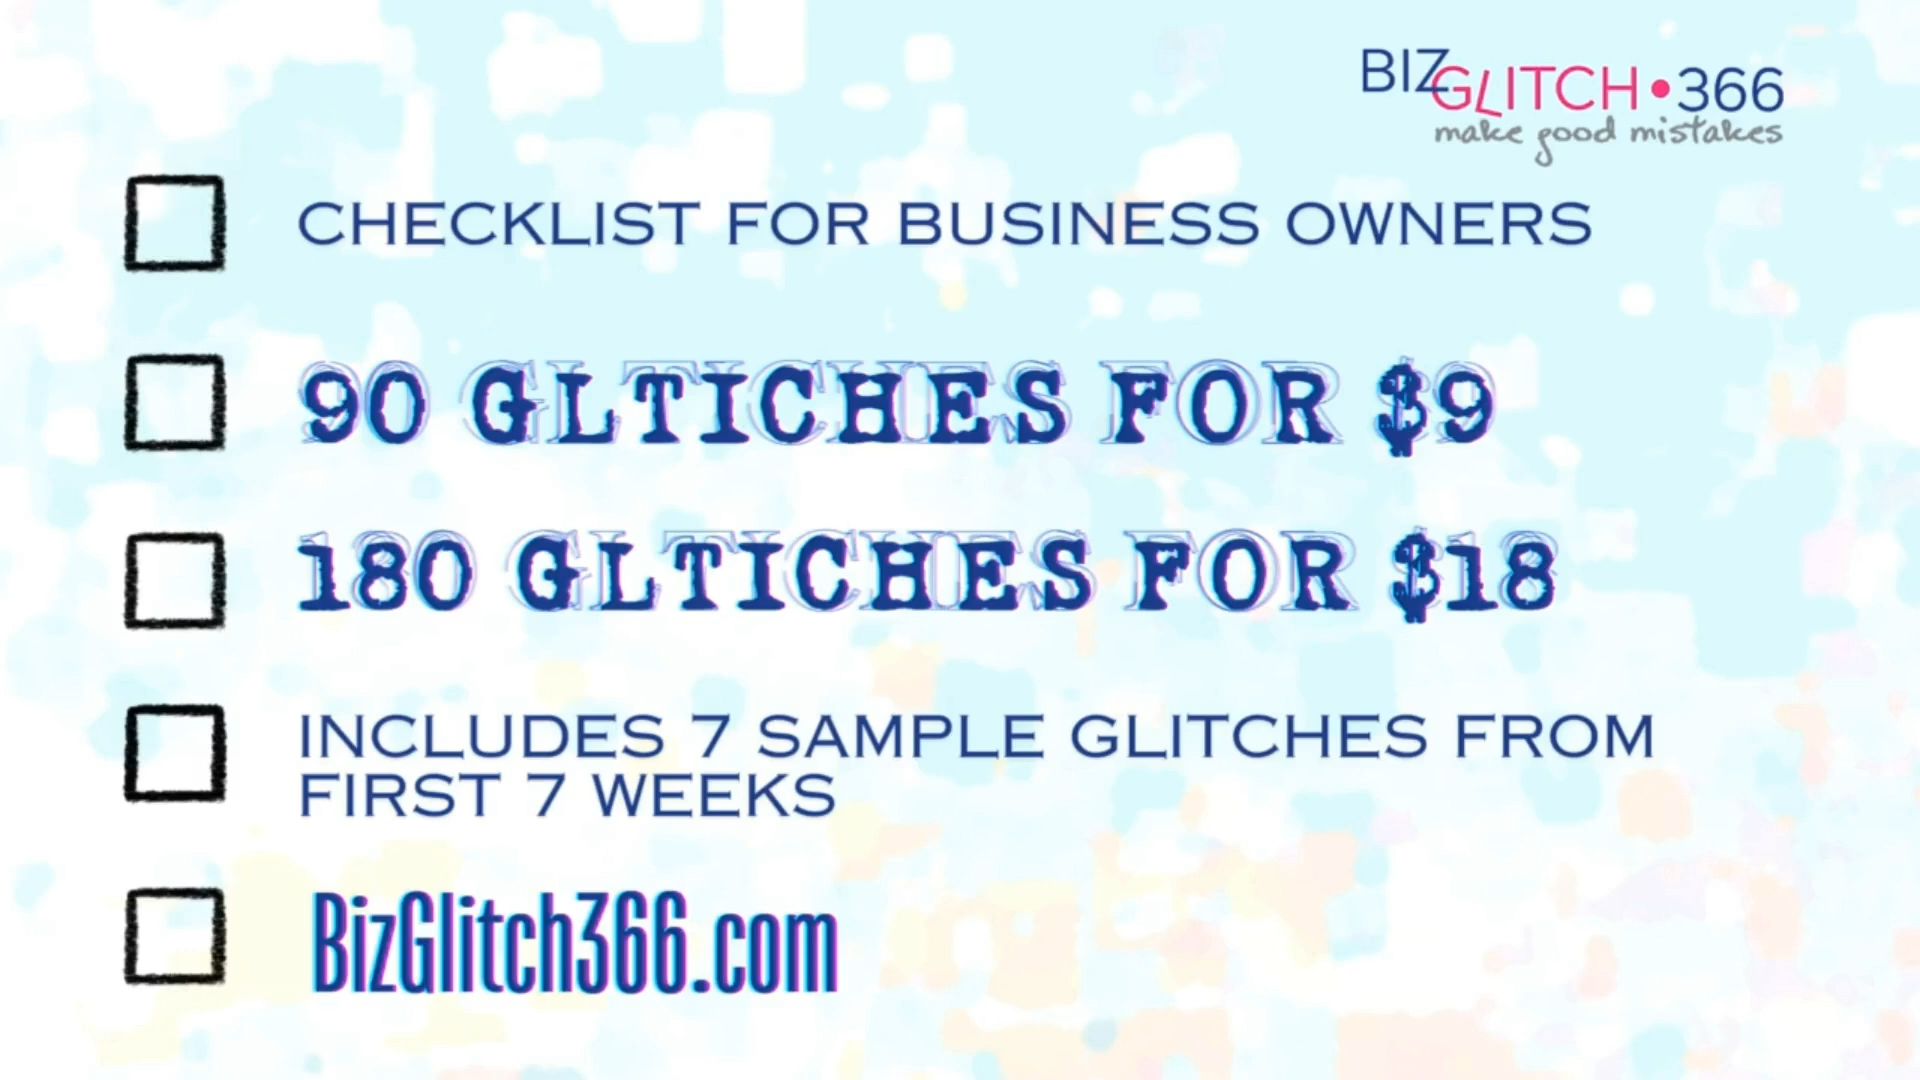 BIZGLITCH•366
make good mistakes
CHECKLIST FOR BUSINESS OWNERS
90 GLTICHES FOR $9
180 GLTICHES FOR $18
INCLUDES 7 SAMPLE GLITCHES FROM
FIRST 7 WEEKS
BizGlitch366.com